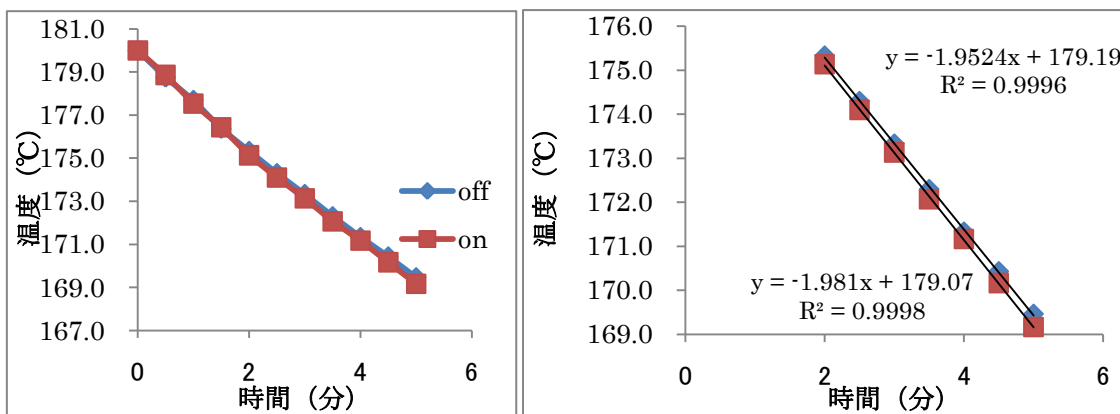 181.0
179.0
177.0
175.0
173.0
171.0
169.0
167.0
温度（℃）
0
2
4
6
時間（分）
off
on
176.0
175.0
174.0
173.0
172.0
171.0
170.0
169.0
温度（℃）
0
2
4
6
時間（分）
y = -1.9524x + 179.19
R² = 0.9996
y = -1.981x + 179.07
R² = 0.9998